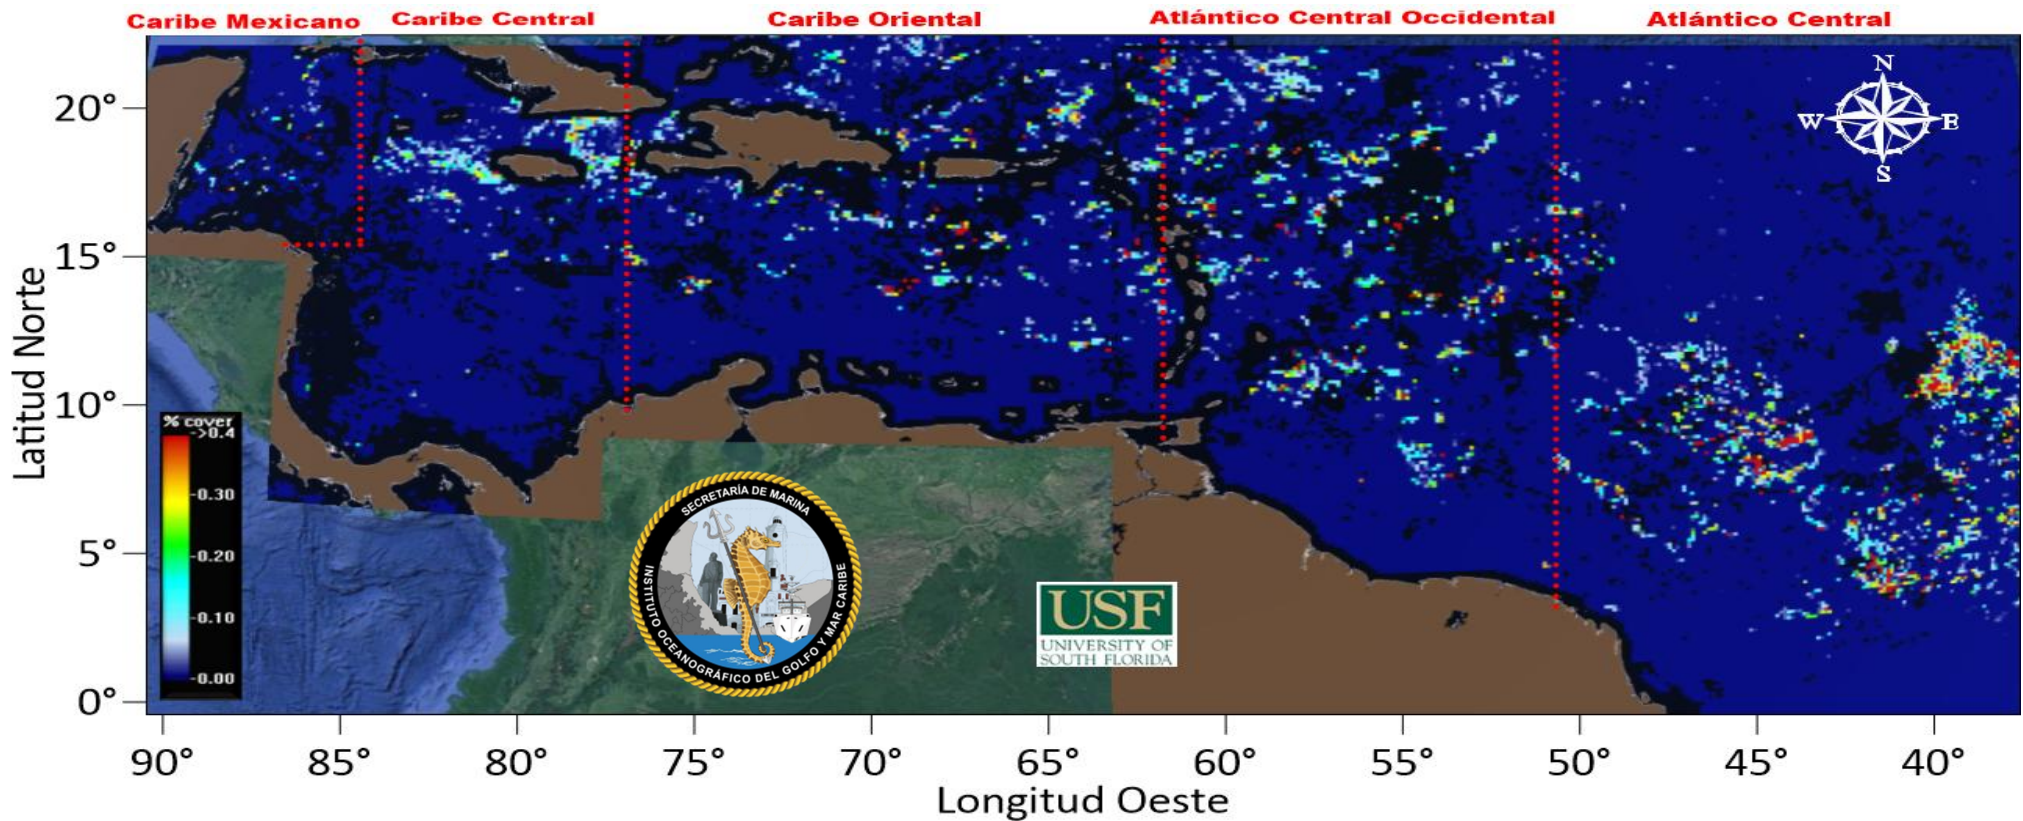 Caribe Mexicano
Caribe Central
Caribe Oriental
Atlántico Central Occidental
Atlántico Central
N
W
E
S
20°
15°
10°
5°
0°
Latitud Norte
% cover
->0.4
-0.30
-0.20
-0.10
-0.00
SECRETARÍA DE MARINA
INSTITUTO OCEANOGRÁFICO DEL GOLFO Y MAR CARIBE
USF
UNIVERSITY OF
SOUTH FLORIDA
90°
85°
80°
75°
70°
65°
60°
55°
50°
45°
40°
Longitud Oeste